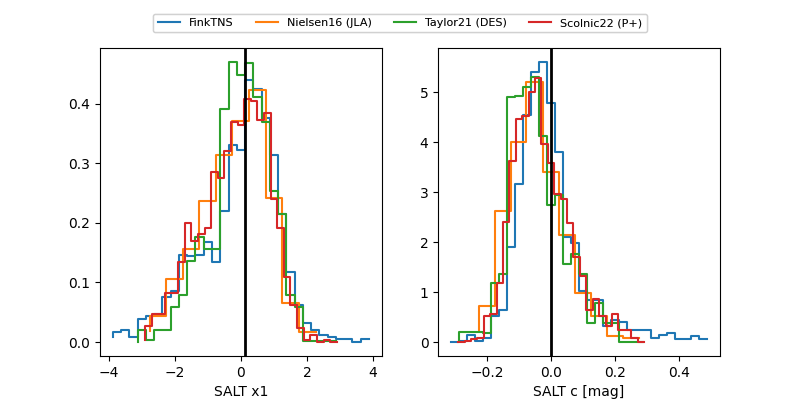 FinkTNS Nielsen16 (JLA) Taylor21 (DES) Scolnic22 (P+)
0.4
0.3
0.2
0.1
0.0
−4 −2 0 2 4
SALT x1
5
4
3
2
1
0
−0.2 0.0 0.2 0.4
SALT c [mag]